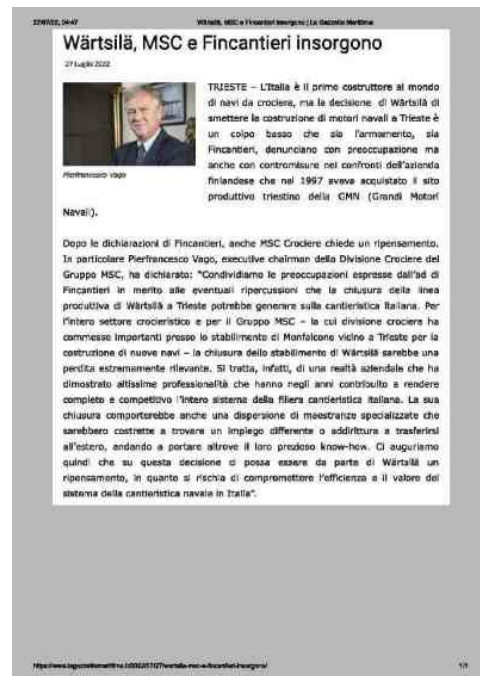 27/07/22, 04:47
Wärtsilä, MSC e Fincantieri insorgono | La Gazzetta Marittima
Wärtsilä, MSC e Fincantieri insorgono
27 Luglio 2022
TRIESTE – L'Italia è il primo costruttore al mondo
di navi da crociera, ma la decisione di Wärtsilä di
smettere la costruzione di motori navali a Trieste è
un colpo basso che sia l'armamento, sia
Fincantieri, denunciano con preoccupazione ma
anche con contromisure nei confronti dell'azienda
finlandese che nel 1997 aveva acquistato il sito
produttivo triestino della GMN (Grandi Motori
Navali).
Pierfrancesco Vago
Dopo le dichiarazioni di Fincantieri, anche MSC Crociere chiede un ripensamento.
In particolare Pierfrancesco Vago, executive chairman della Divisione Crociere del
Gruppo MSC, ha dichiarato: "Condividiamo le preoccupazioni espresse dall'ad di
Fincantieri in merito alle eventuali ripercussioni che la chiusura della linea
produttiva di Wärtsilä a Trieste potrebbe generare sulla cantieristica italiana. Per
l'intero settore crocieristico e per il Gruppo MSC – la cui divisione crociere ha
commesse importanti presso lo stabilimento di Monfalcone vicino a Trieste per la
costruzione di nuove navi – la chiusura dello stabilimento di Wärtsilä sarebbe una
perdita estremamente rilevante. Si tratta, infatti, di una realtà aziendale che ha
dimostrato altissime professionalità che hanno negli anni contribuito a rendere
completo e competitivo l'intero sistema della filiera cantieristica italiana. La sua
chiusura comporterebbe anche una dispersione di maestranze specializzate che
sarebbero costrette a trovare un impiego differente o addirittura a trasferirsi
all'estero, andando a portare altrove il loro prezioso know-how. Ci auguriamo
quindi che su questa decisione ci possa essere da parte di Wärtsilä un
ripensamento, in quanto si rischia di compromettere l'efficienza e il valore del
sistema della cantieristica navale in Italia".
1/1